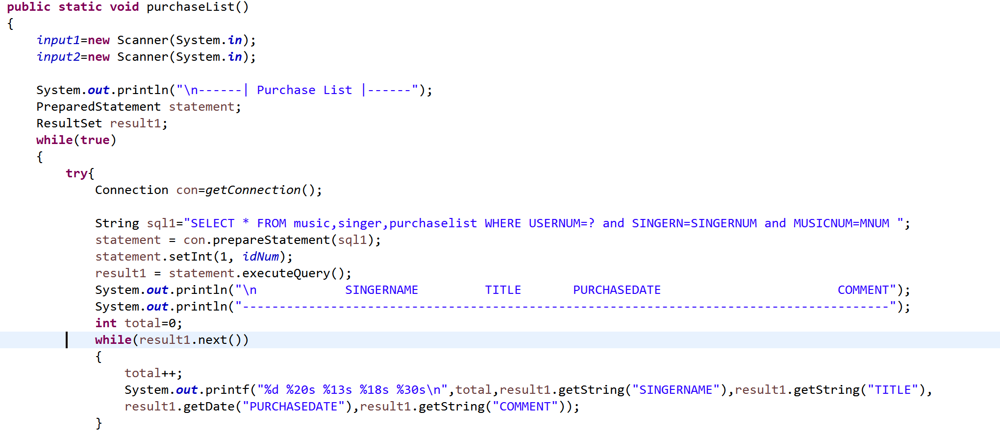 public static void purchaseList()
{
    input1=new Scanner(System.in);
    input2=new Scanner(System.in);

    System.out.println("\n------| Purchase List |------");
    PreparedStatement statement;
    ResultSet result1;
    while(true)
    {
        try{
            Connection con=getConnection();

            String sql1="SELECT * FROM music,singer,purchaselist WHERE USERNUM=? and SINGERN=SINGERNUM and MUSICNUM=MNUM ";
            statement = con.prepareStatement(sql1);
            statement.setInt(1, idNum);
            result1 = statement.executeQuery();
            System.out.println("\n            SINGERNAME         TITLE       PURCHASEDATE                        COMMENT");
            System.out.println("----------------------------------------------------------------------------------------");
            int total=0;
            while(result1.next())
            {
                total++;
                System.out.printf("%d %20s %13s %18s %30s\n",total,result1.getString("SINGERNAME"),result1.getString("TITLE"),
                result1.getDate("PURCHASEDATE"),result1.getString("COMMENT"));
            }